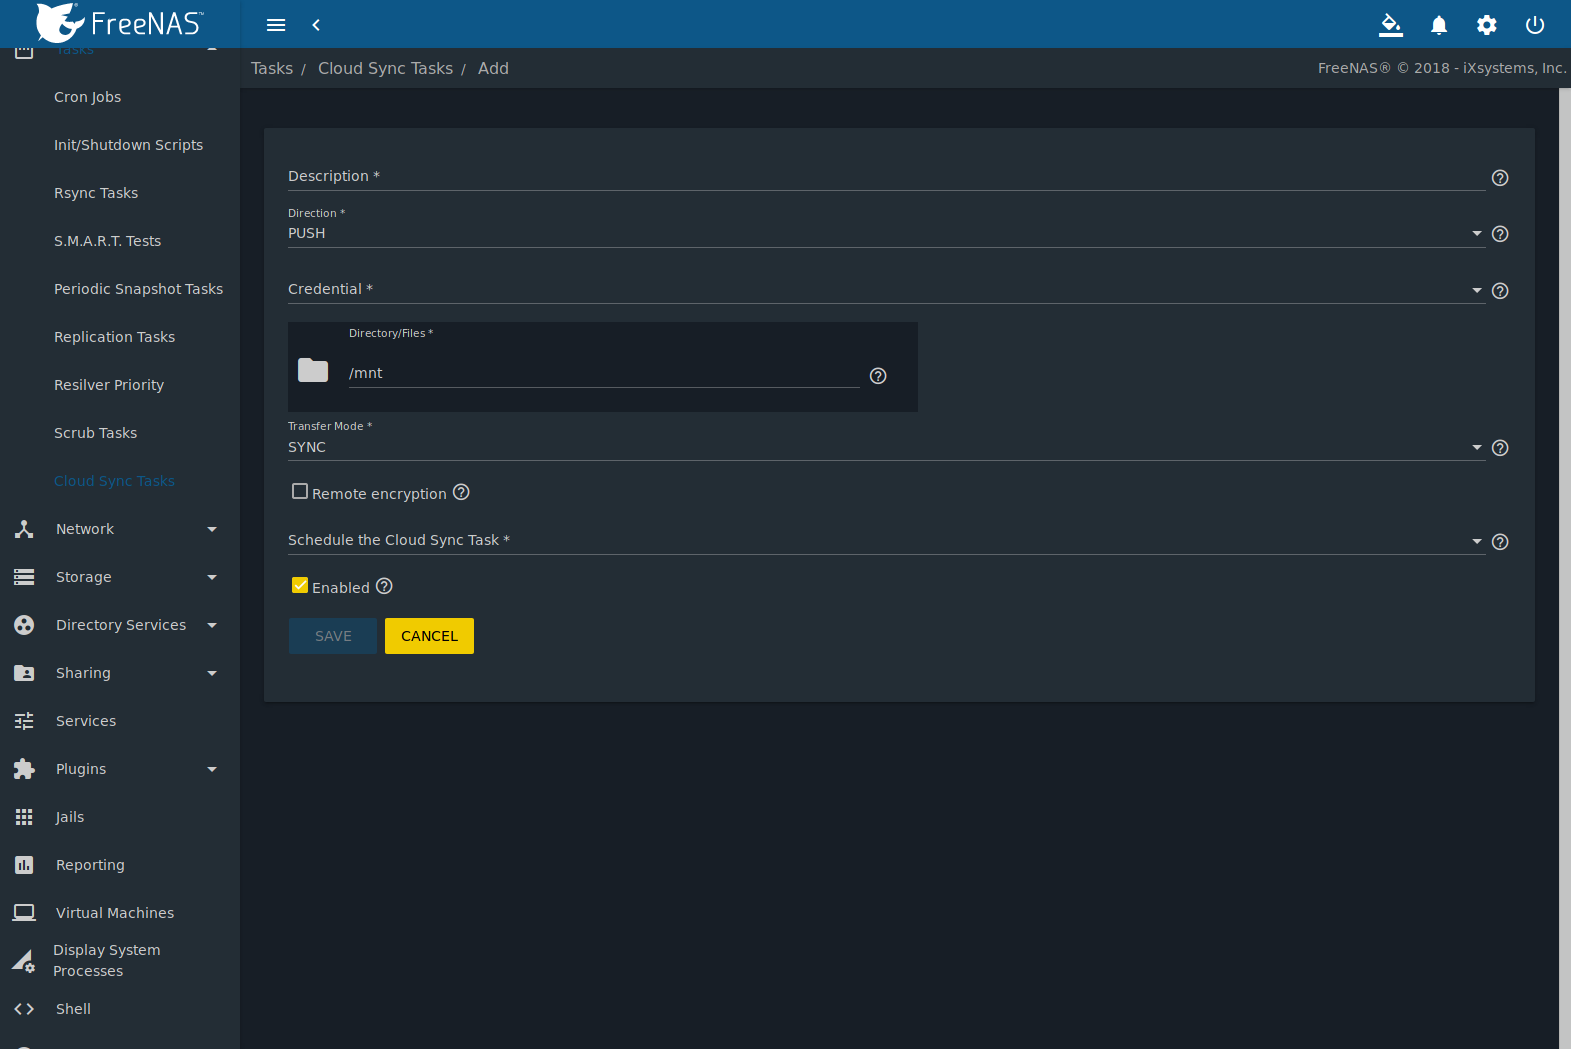 FreeNAS™
Tasks
Tasks / Cloud Sync Tasks / Add
FreeNAS® © 2018 - iXsystems, Inc.
Cron Jobs
Init/Shutdown Scripts
Rsync Tasks
S.M.A.R.T. Tests
Periodic Snapshot Tasks
Replication Tasks
Resilver Priority
Scrub Tasks
Cloud Sync Tasks
Network
Storage
Directory Services
Sharing
Services
Plugins
Jails
Reporting
Virtual Machines
Display System
Processes
Shell
Description *
Direction *
PUSH
Credential *
Directory/Files *
/mnt
Transfer Mode *
SYNC
Remote encryption
Schedule the Cloud Sync Task *
Enabled
SAVE
CANCEL